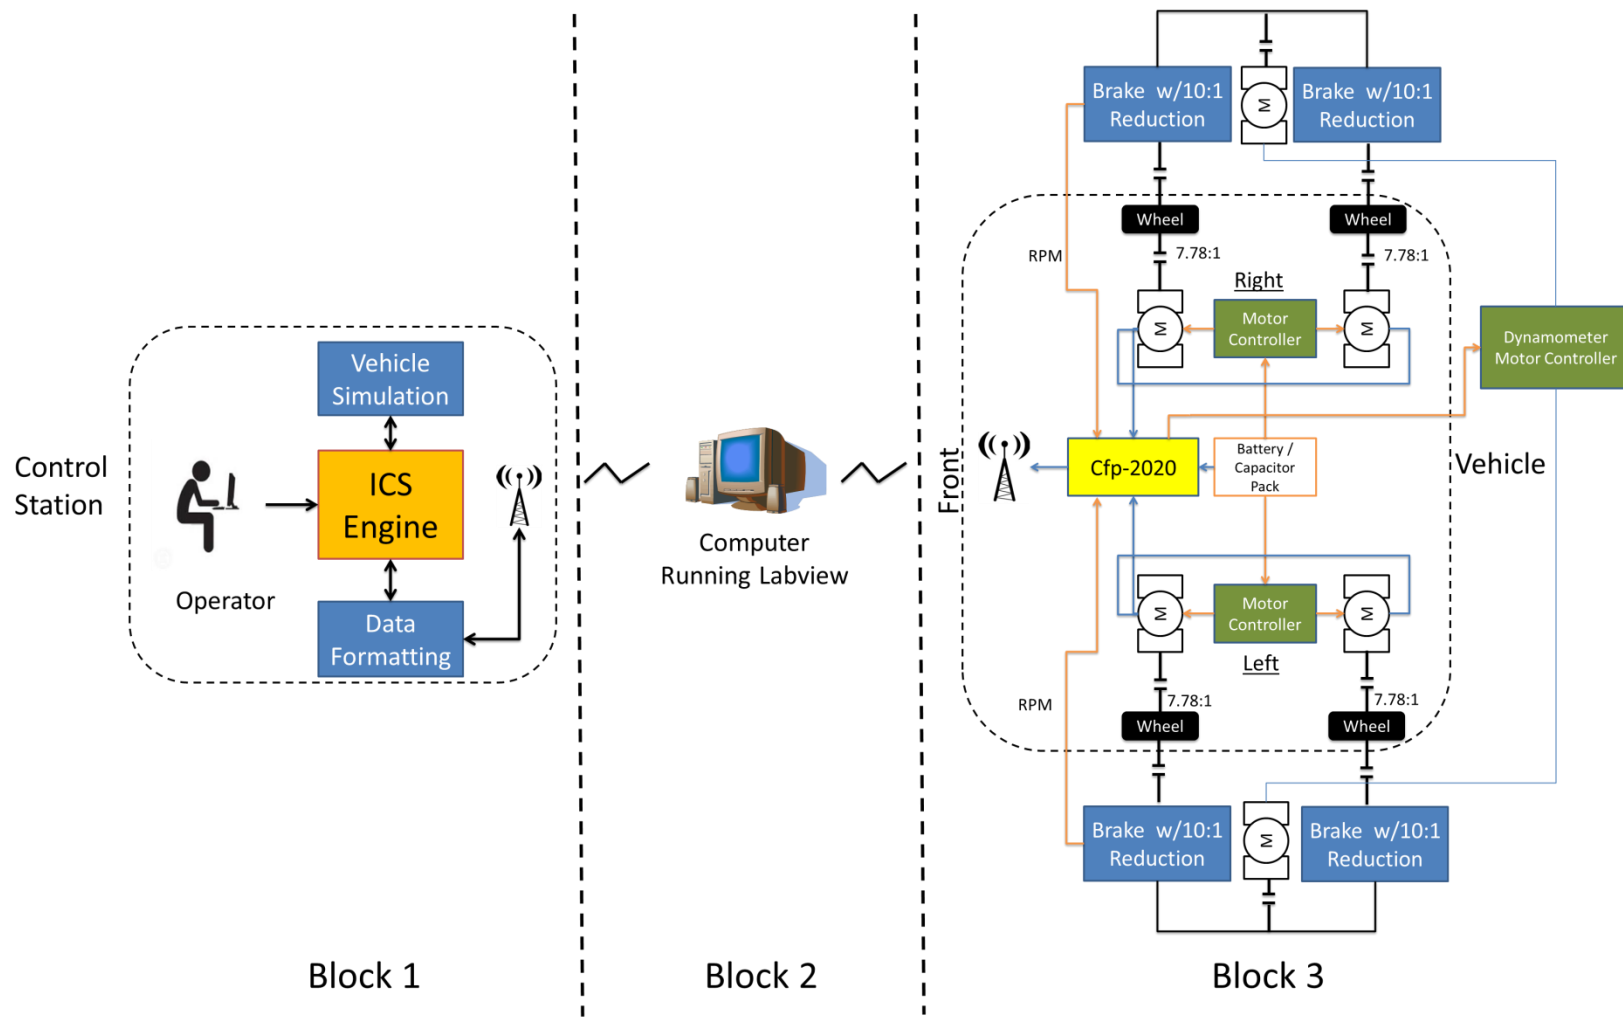 Control
Station
Vehicle
Simulation
ICS
Engine
Operator
Data
Formatting
Block 1
Computer
Running Labview
Block 2
Brake w/10:1
Reduction
M
Brake w/10:1
Reduction
Wheel
Wheel
RPM
7.78:1
7.78:1
Right
M
Motor
Controller
M
Dynamometer
Motor Controller
Front
Cfp-2020
Battery /
Capacitor
Pack
Vehicle
M
Motor
Controller
M
Left
RPM
7.78:1
7.78:1
Wheel
Wheel
Brake w/10:1
Reduction
M
Brake w/10:1
Reduction
Block 3